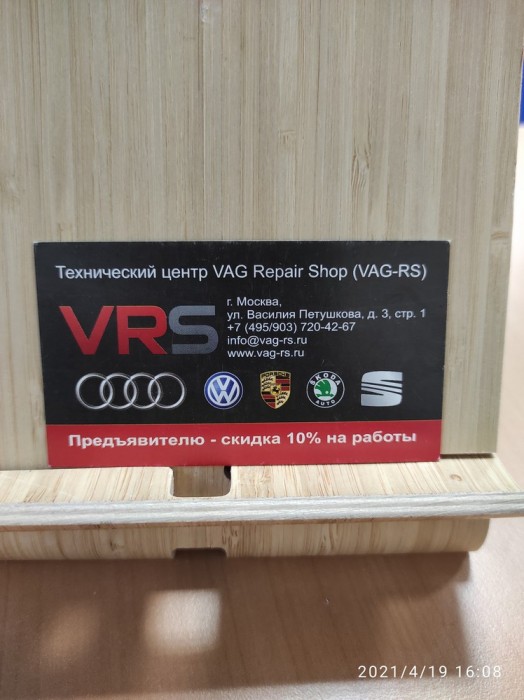 Технический центр VAG Repair Shop (VAG-RS)
VRS
г. Москва,
ул. Василия Петушкова, д. 3, стр. 1
+7 (495/903) 720-42-67
info@vag-rs.ru
www.vag-rs.ru
PORSCHE
ŠKODA
AUTO
Предъявителю - скидка 10% на работы
2021/4/19 16:08